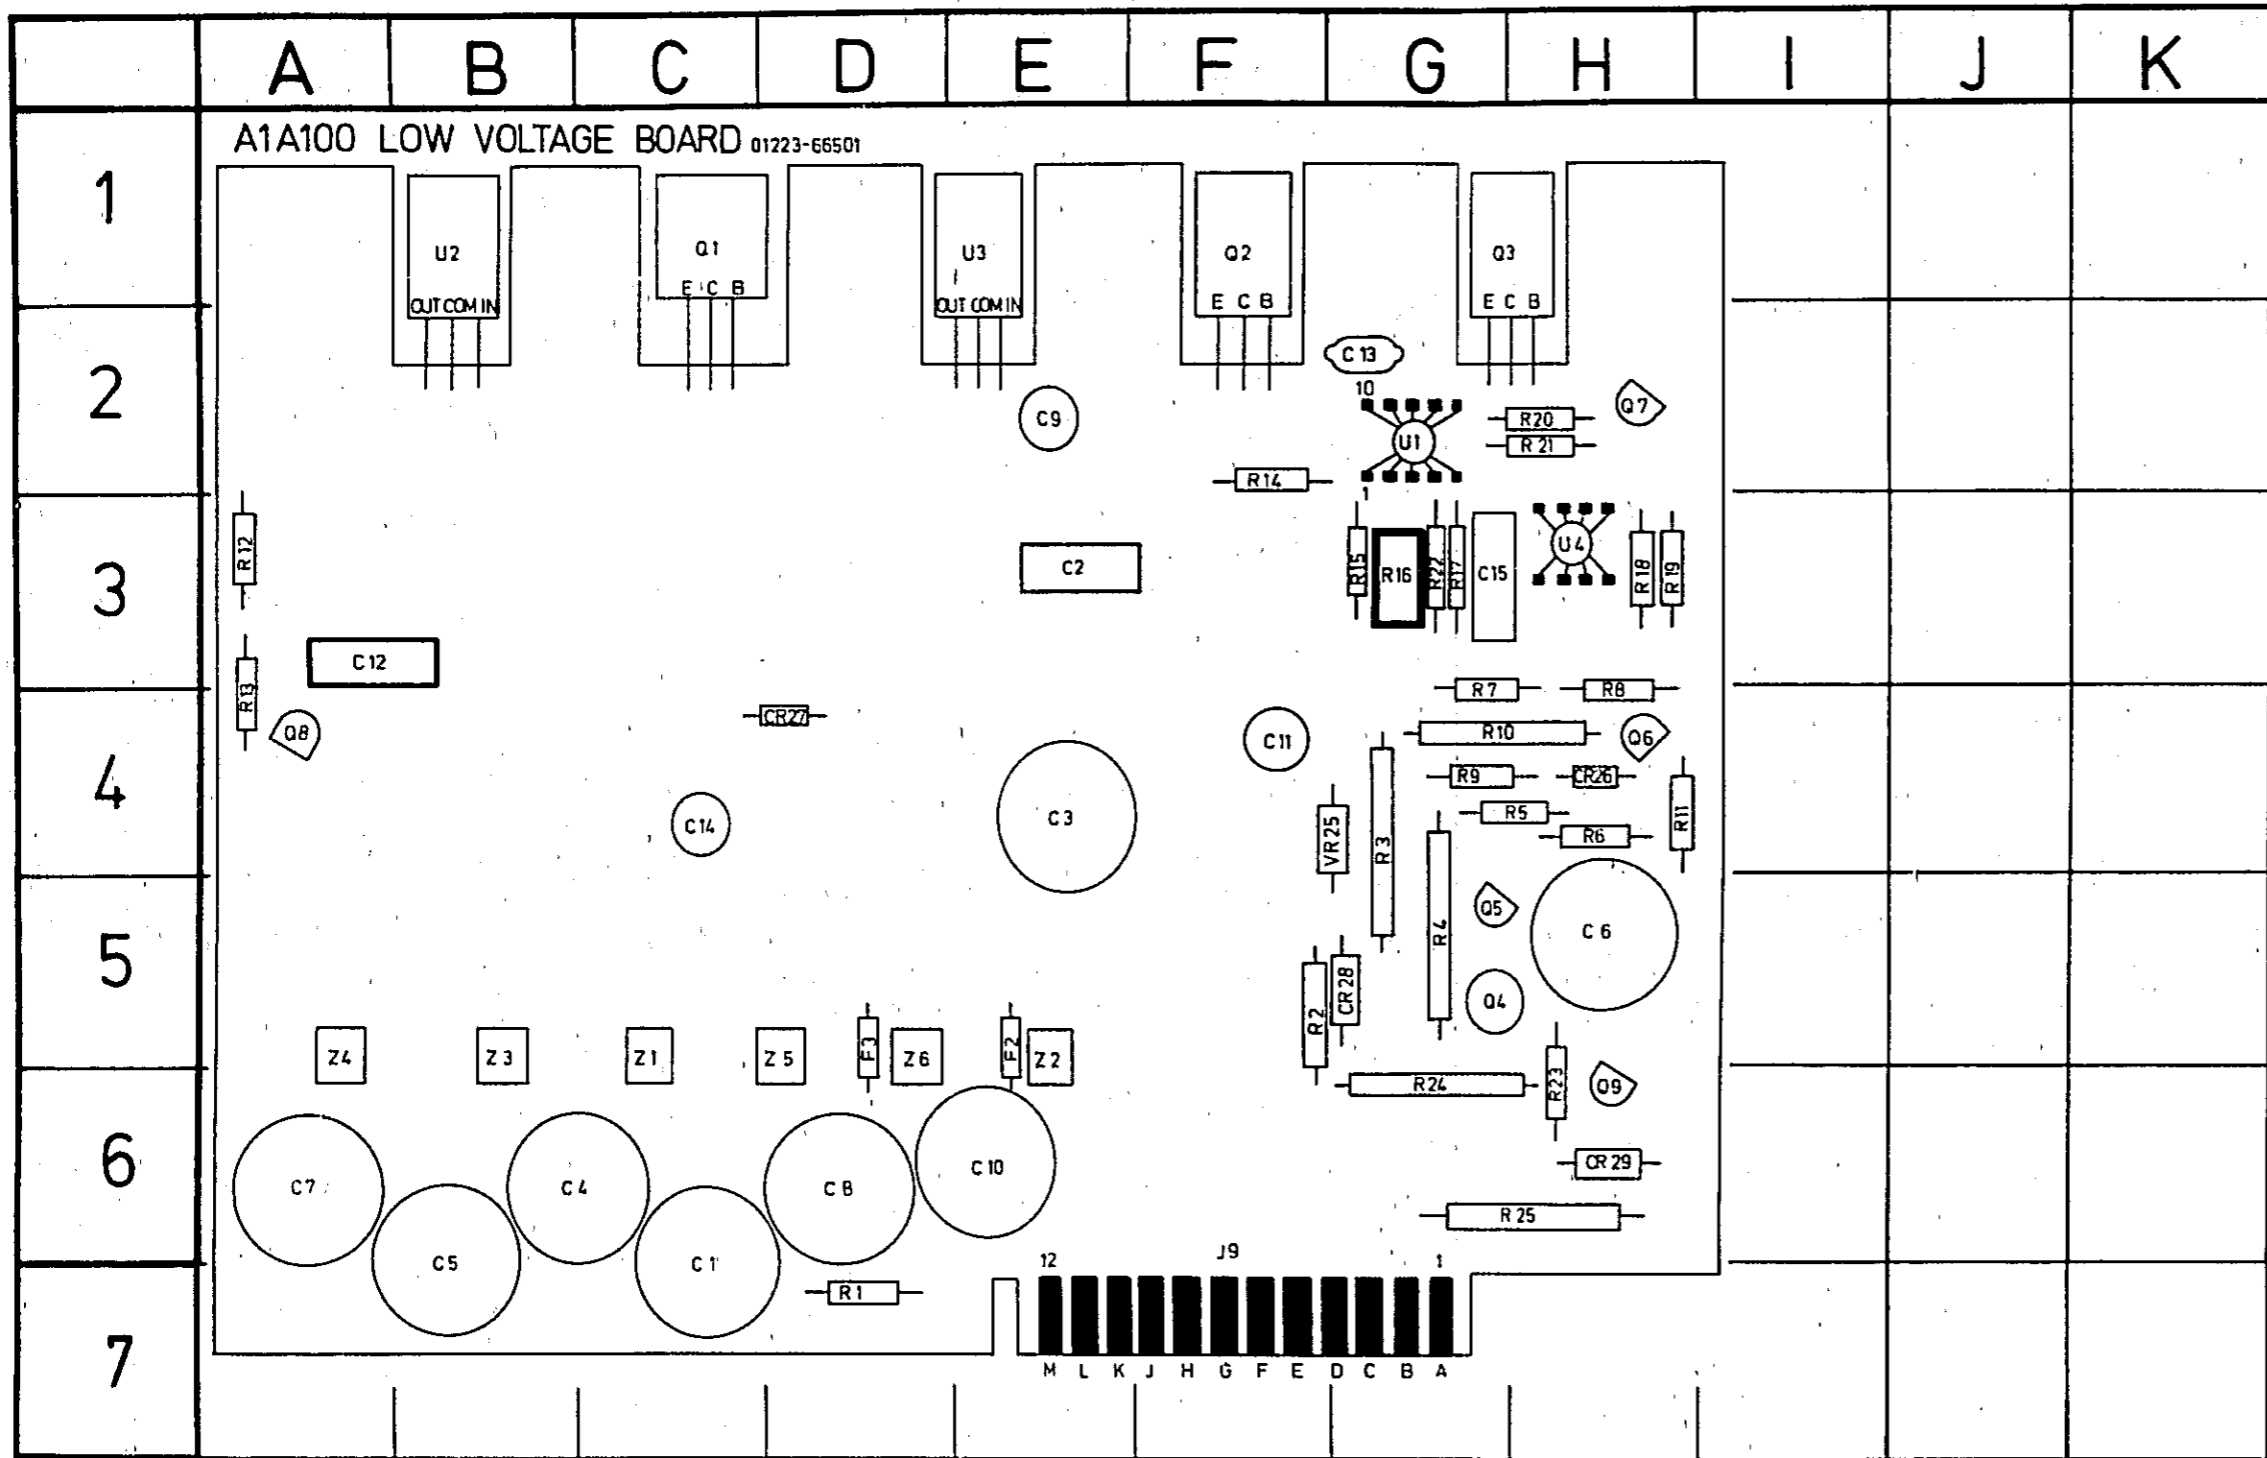 A B C D E F G H I J K
A1A100 LOW VOLTAGE BOARD 01223-66501
1
U2 Q1 U3 Q2 Q3
E C B
OUT COM IN OUT COM IN E C B E C B
C13
2
10
C9 U1 R20 Q7
R21
R14
1
3
R12 C2 R15 R16 R22 R17 C15 U4 R18 R19
C12
R13 R7 R8
Q8 CR27 C11 R10 Q6
4
R9 CR26
C14 C3 VR25 R3 R5 R11
R6
5
R4 Q5 C6
R2 CR28 Q4
Z4 Z3 Z1 Z5 F3 Z6 F2 Z2
R24 R23 Q9
6
C7 C4 C8 C10 CR29
R25
C5 C1 12 J9 1
R1
7
M L K J H G F E D C B A